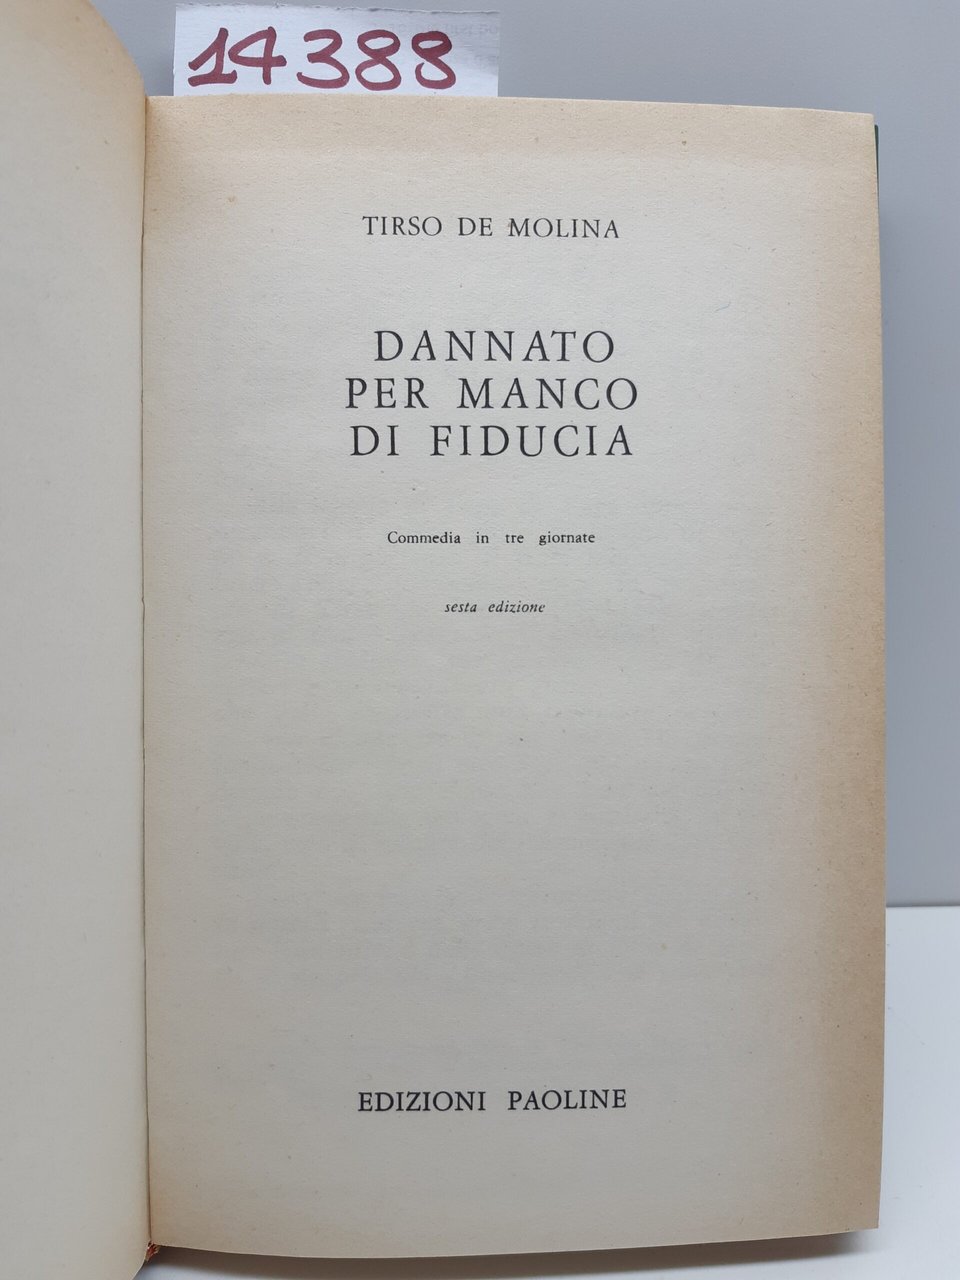 14388
TIRSO DE MOLINA
DANNATO
PER MANCO
DI FIDUCIA
Commedia in tre giornate
sesta edizione
EDIZIONI PAOLINE